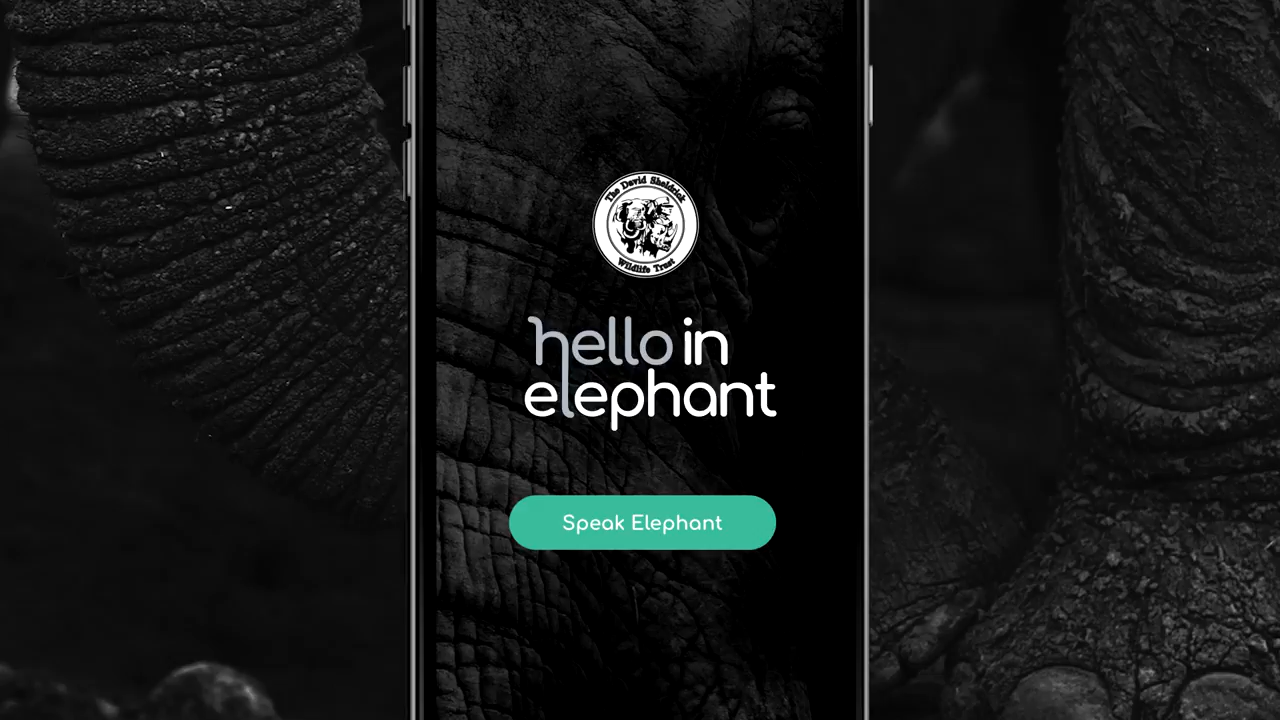 The David Sheldrick
Wildlife Trust
hello in
elephant
Speak Elephant